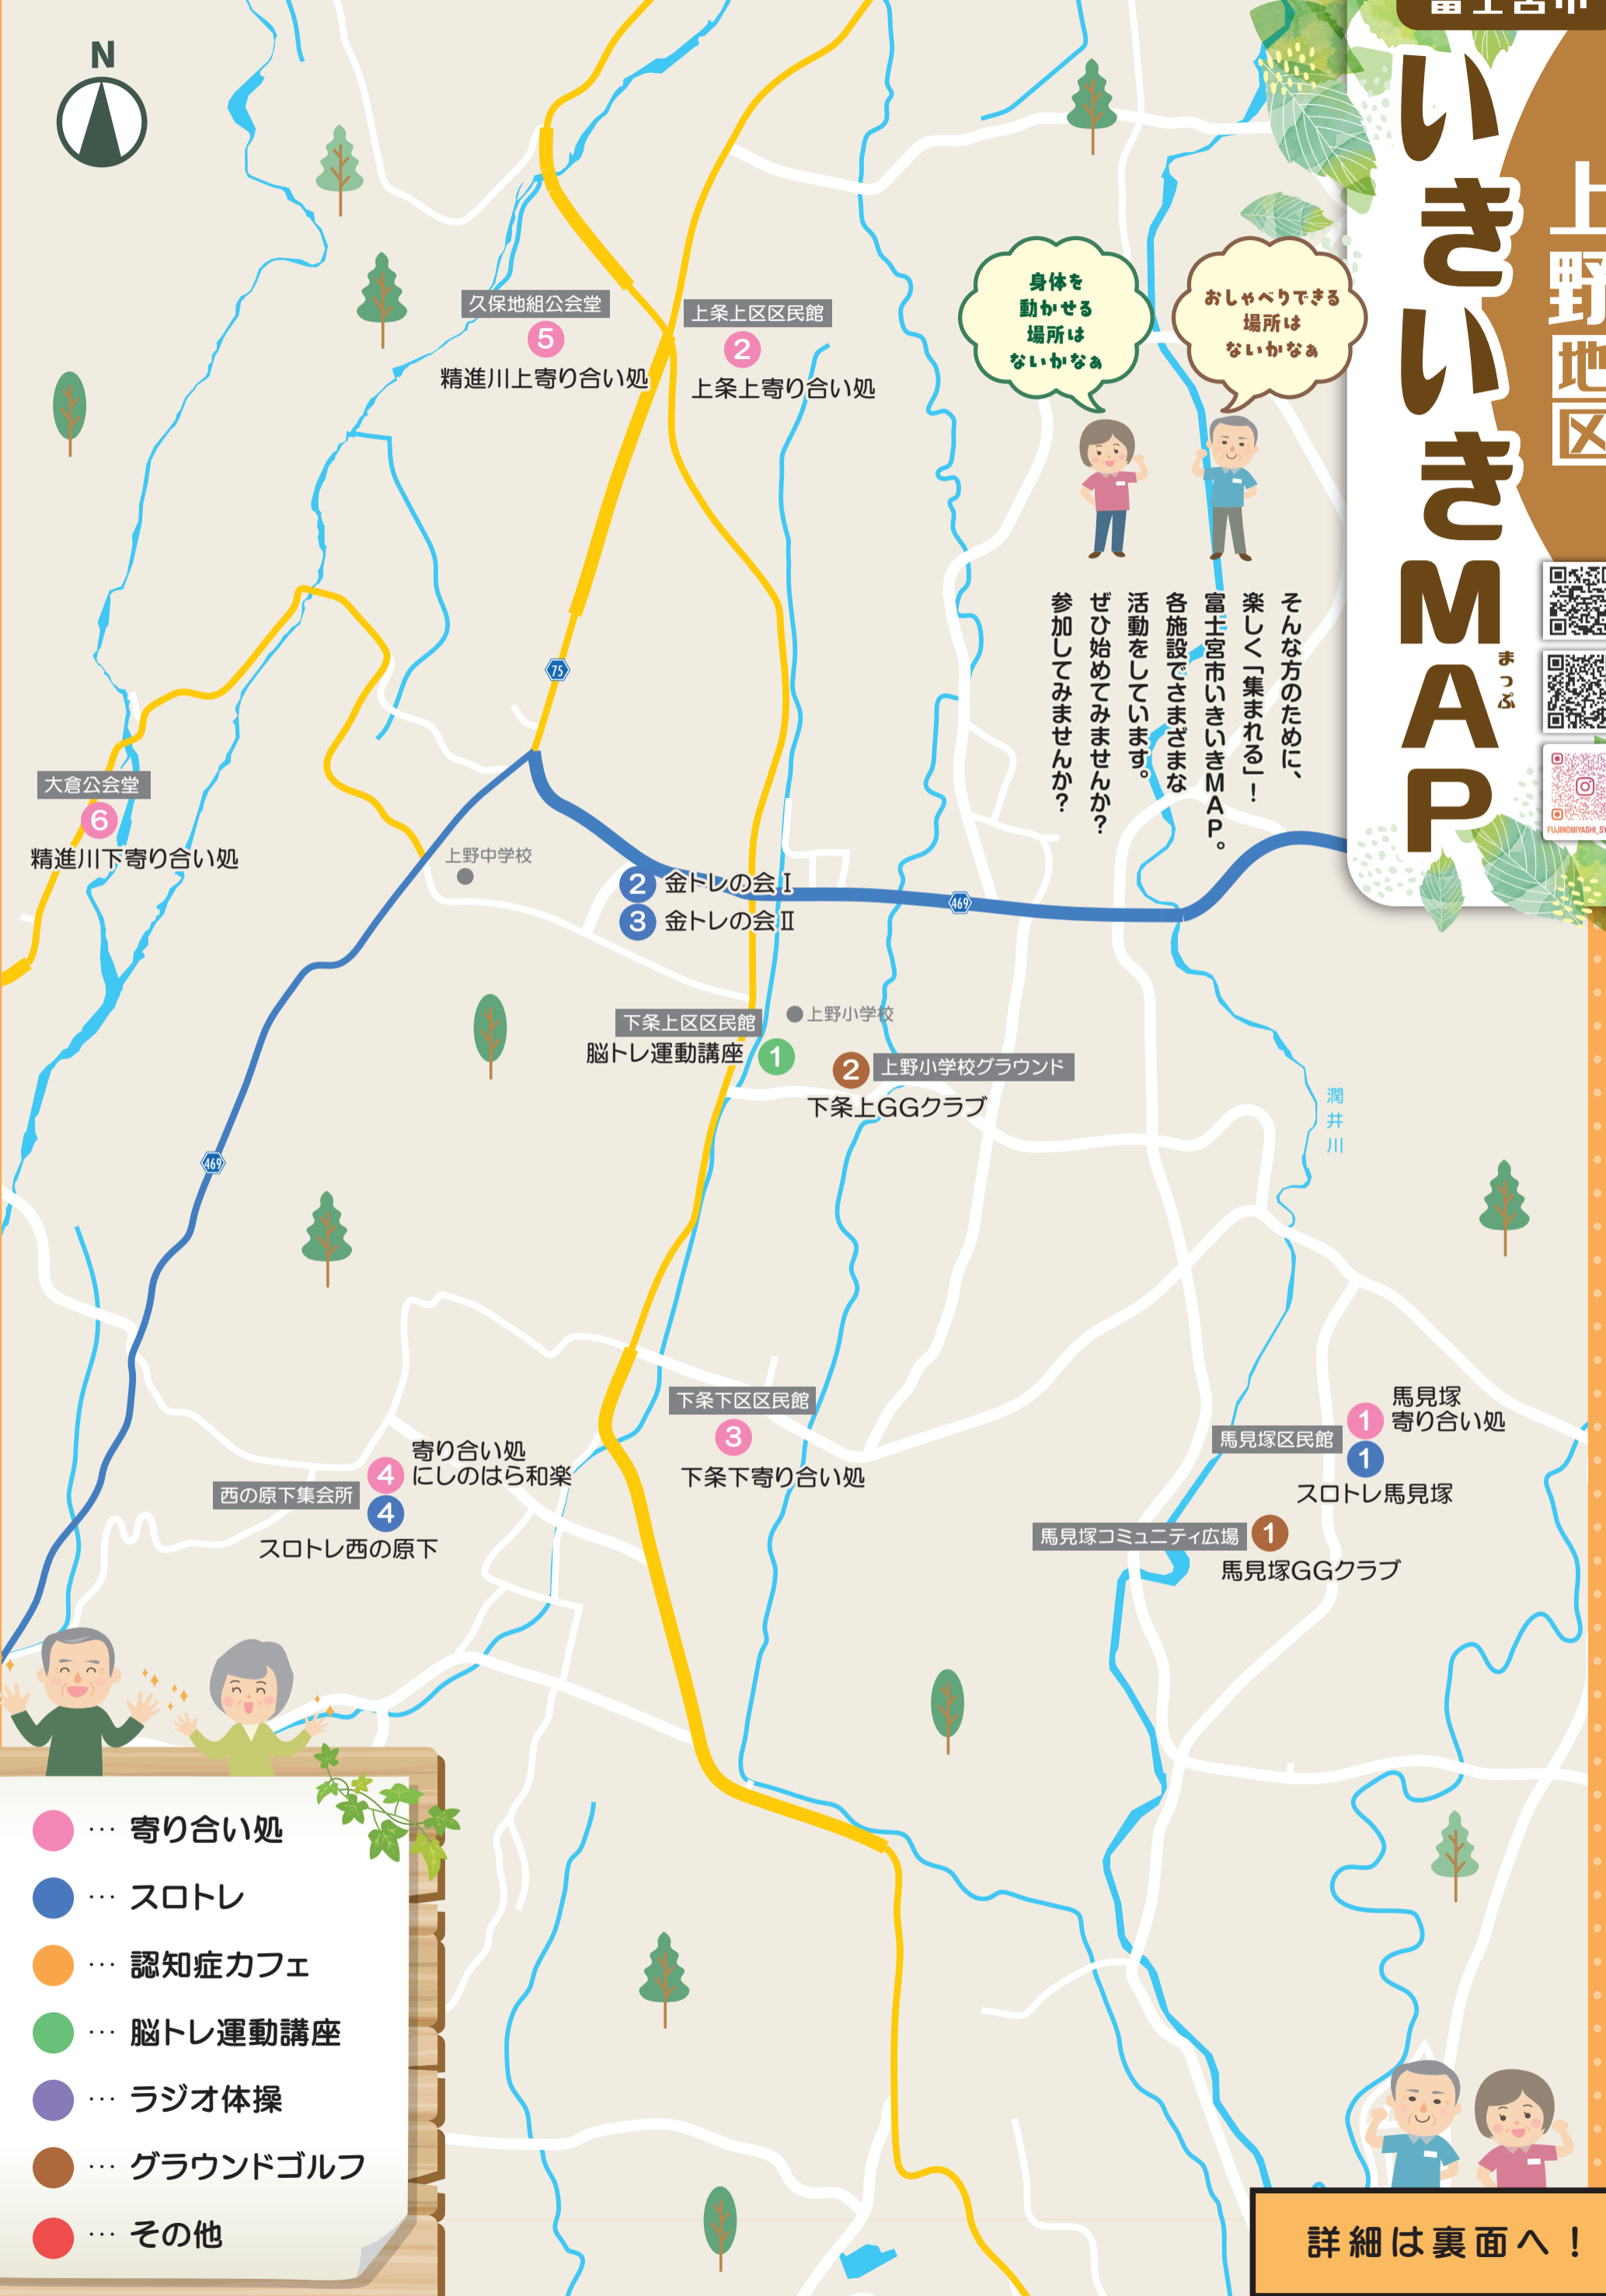 富士宮市
上野地区
いきいきMAP
まっぷ
N
身体を
動かせる
場所は
ないかなぁ
おしゃべりできる
場所は
ないかなぁ
そんな方のために、
楽しく「集まれる」！
富士宮市いきいきMAP。
各施設でさまざまな
活動をしています。
ぜひ始めてみませんか？
参加してみませんか？
久保地組公会堂
5
精進川上寄り合い処
上条上区区民館
2
上条上寄り合い処
75
大倉公会堂
6
精進川下寄り合い処
上野中学校
2 金トレの会Ⅰ
3 金トレの会Ⅱ
469
下条上区区民館
脳トレ運動講座 1
上野小学校
2 上野小学校グラウンド
下条上GGクラブ
潤井川
469
下条下区区民館
3
下条下寄り合い処
馬見塚区民館
1 馬見塚
寄り合い処
1
スロトレ馬見塚
馬見塚コミュニティ広場 1
馬見塚GGクラブ
西の原下集会所
4 寄り合い処
にしのはら和楽
4
スロトレ西の原下
… 寄り合い処
… スロトレ
… 認知症カフェ
… 脳トレ運動講座
… ラジオ体操
… グラウンドゴルフ
… その他
詳細は裏面へ！